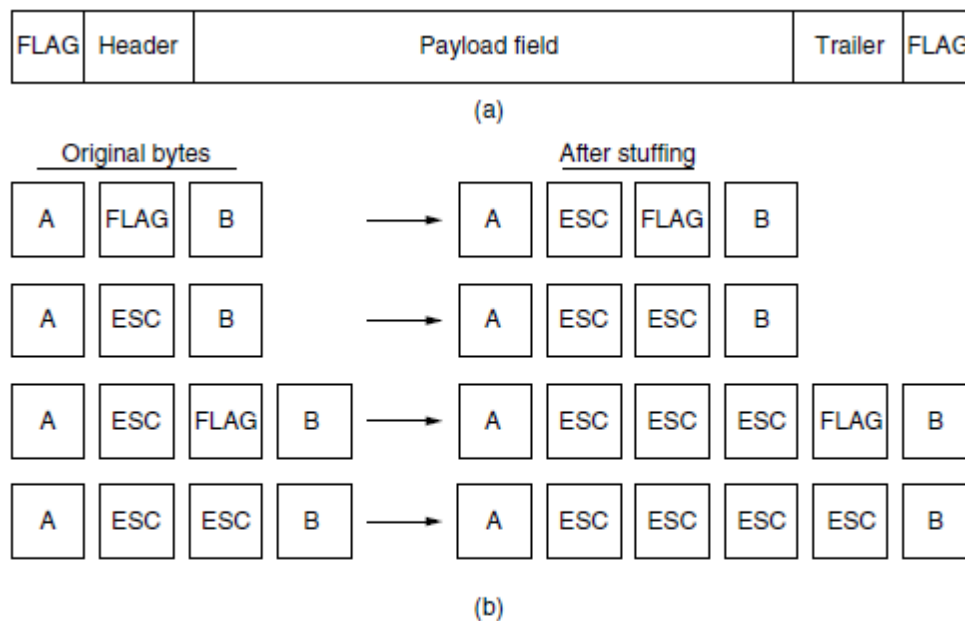 FLAG Header Payload field Trailer FLAG
(a)
Original bytes After stuffing
A FLAG B A ESC FLAG B
A ESC B A ESC ESC B
A ESC FLAG B A ESC ESC ESC FLAG B
A ESC ESC B A ESC ESC ESC ESC B
(b)